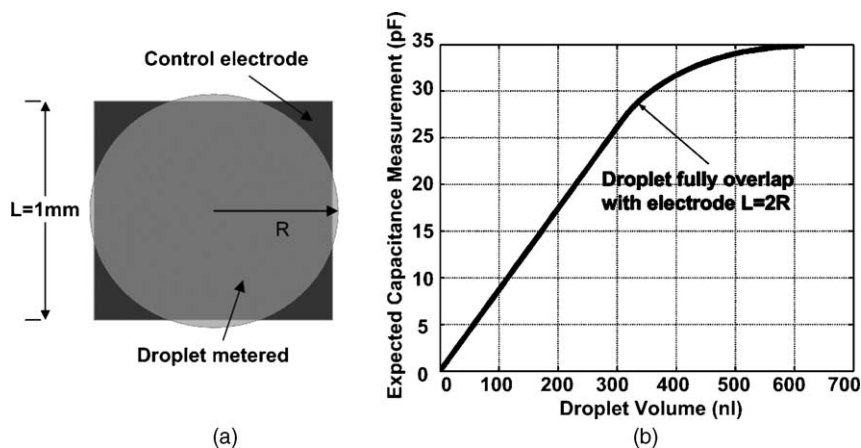 Control electrode
L=1mm
R
Droplet metered
(a)
(b)
Expected Capacitance Measurement (pF)
35
30
25
20
15
10
5
0
Droplet fully overlap
with electrode L=2R
0 100 200 300 400 500 600 700
Droplet Volume (nl)